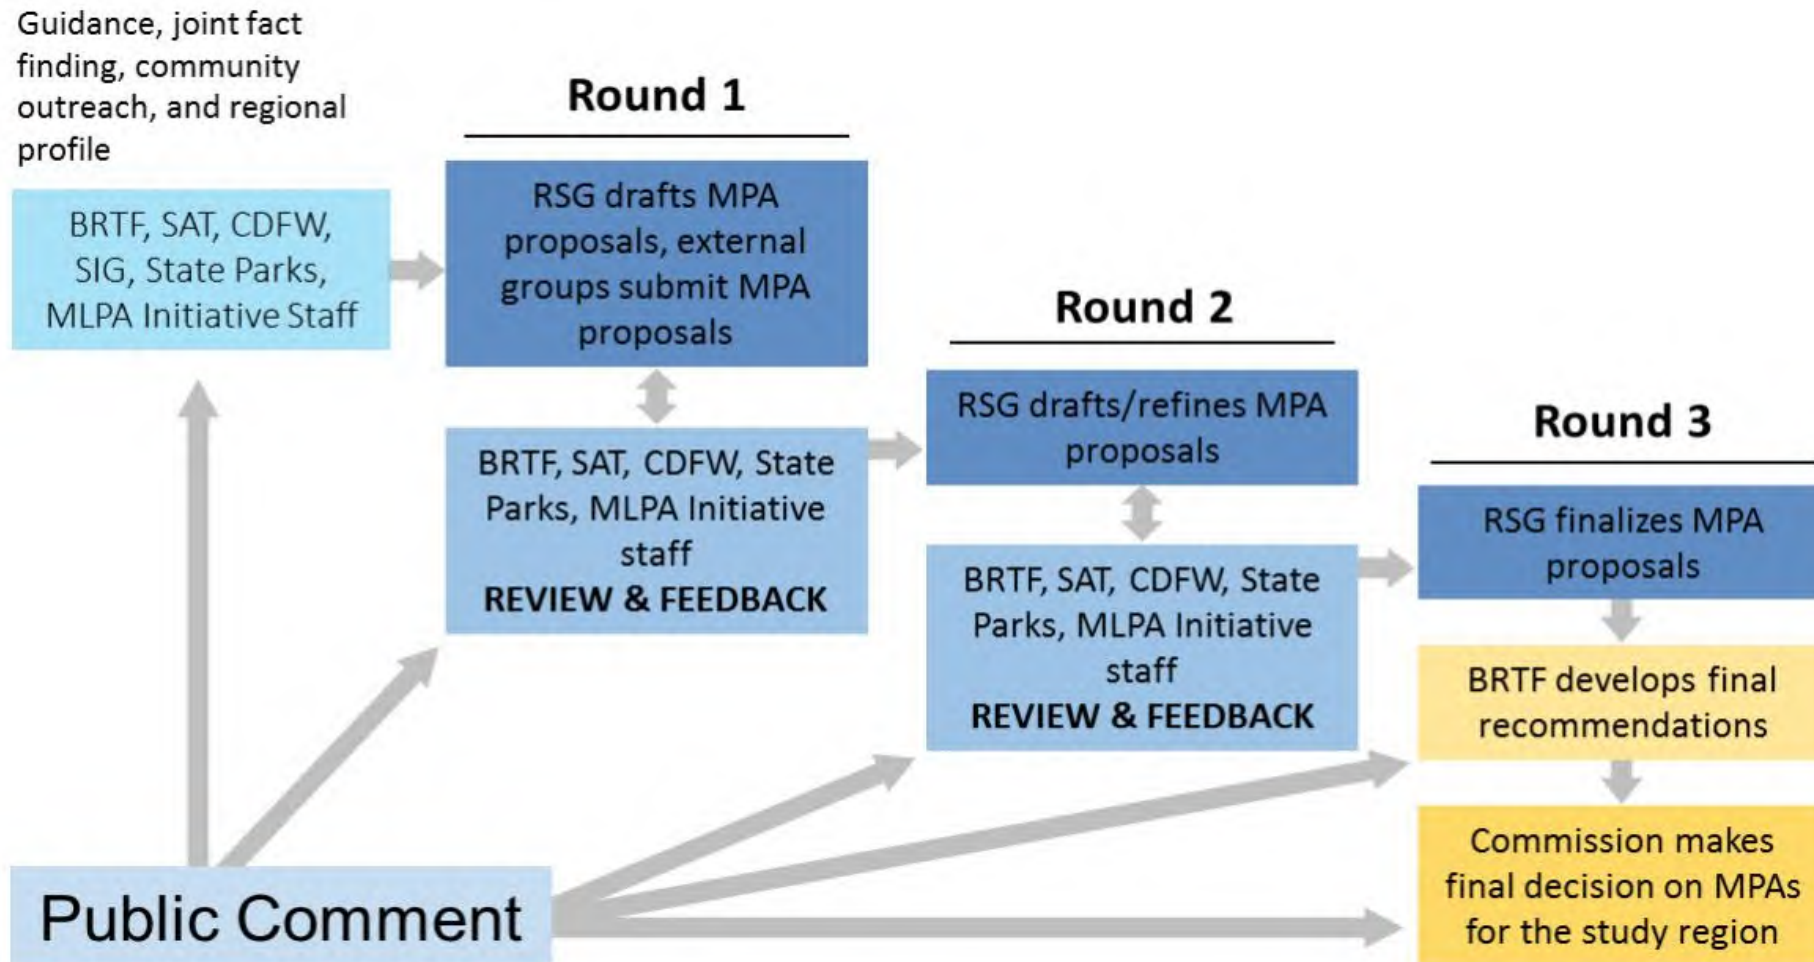 Guidance, joint fact
finding, community
outreach, and regional
profile
BRTF, SAT, CDFW,
SIG, State Parks,
MLPA Initiative Staff
Round 1
RSG drafts MPA
proposals, external
groups submit MPA
proposals
BRTF, SAT, CDFW, State
Parks, MLPA Initiative
staff
REVIEW & FEEDBACK
Round 2
RSG drafts/refines MPA
proposals
BRTF, SAT, CDFW, State
Parks, MLPA Initiative
staff
REVIEW & FEEDBACK
Round 3
RSG finalizes MPA
proposals
BRTF develops final
recommendations
Commission makes
final decision on MPAs
for the study region
Public Comment